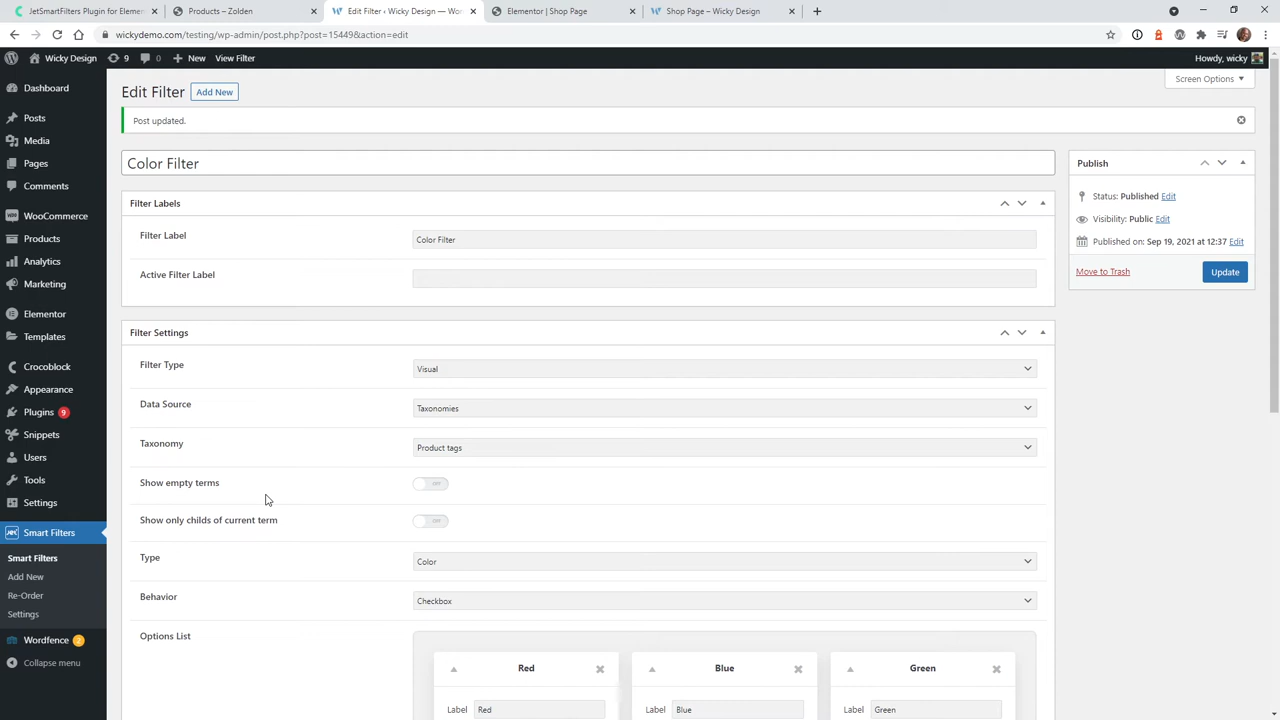 JetSmartFilters Plugin for Elemen
Products – Zolden
Edit Filter ‹ Wicky Design — Wor
Elementor | Shop Page
Shop Page – Wicky Design
wickydemo.com/testing/wp-admin/post.php?post=15449&action=edit
Wicky Design 9 0 New View Filter Howdy, wicky
Screen Options
Dashboard
Posts
Media
Pages
Comments
WooCommerce
Products
Analytics
Marketing
Elementor
Templates
Crocoblock
Appearance
Plugins 9
Snippets
Users
Tools
Settings
Smart Filters
Smart Filters
Add New
Re-Order
Settings
Wordfence 2
Collapse menu
Edit Filter Add New
Post updated.
Color Filter
Filter Labels
Filter Label Color Filter
Active Filter Label
Filter Settings
Filter Type Visual
Data Source Taxonomies
Taxonomy Product tags
Show empty terms OFF
Show only childs of current term OFF
Type Color
Behavior Checkbox
Options List
Red Blue Green
Label Red Label Blue Label Green
Publish
Status: Published Edit
Visibility: Public Edit
Published on: Sep 19, 2021 at 12:37 Edit
Move to Trash Update